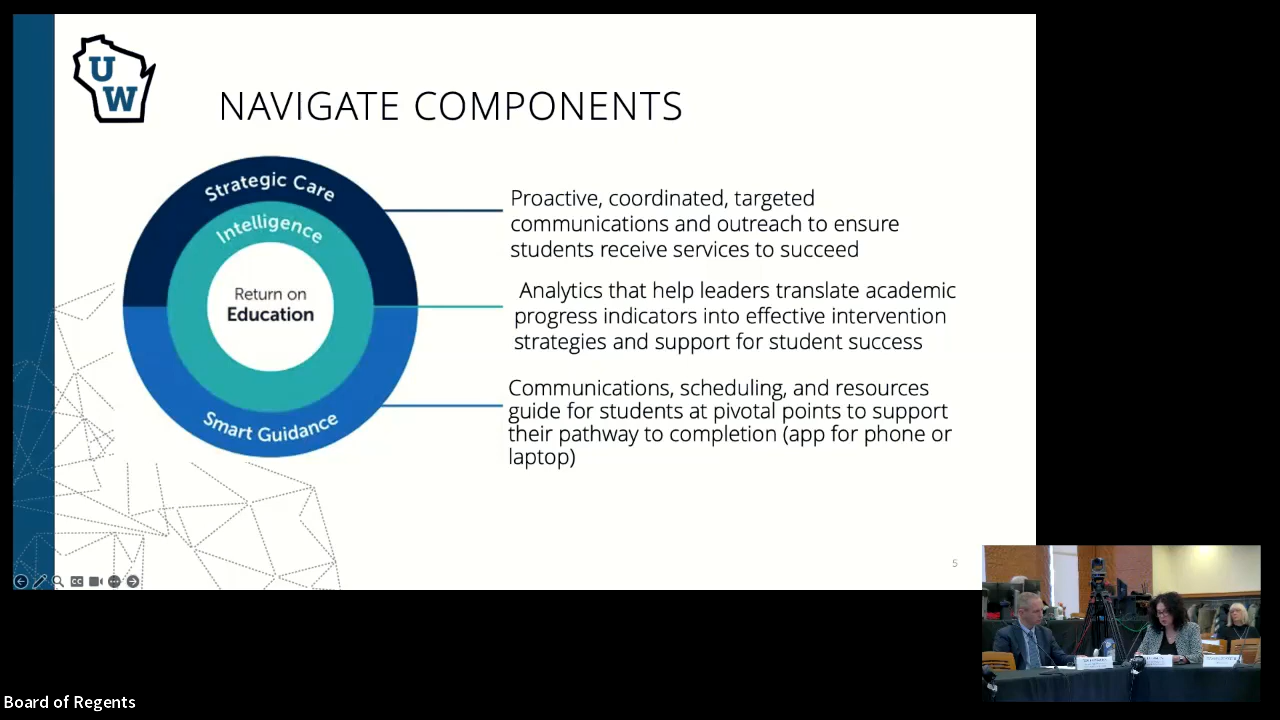 U
W
NAVIGATE COMPONENTS
Strategic Care
Intelligence
Return on
Education
Smart Guidance
Proactive, coordinated, targeted
communications and outreach to ensure
students receive services to succeed
Analytics that help leaders translate academic
progress indicators into effective intervention
strategies and support for student success
Communications, scheduling, and resources
guide for students at pivotal points to support
their pathway to completion (app for phone or
laptop)
5
CC
Board of Regents